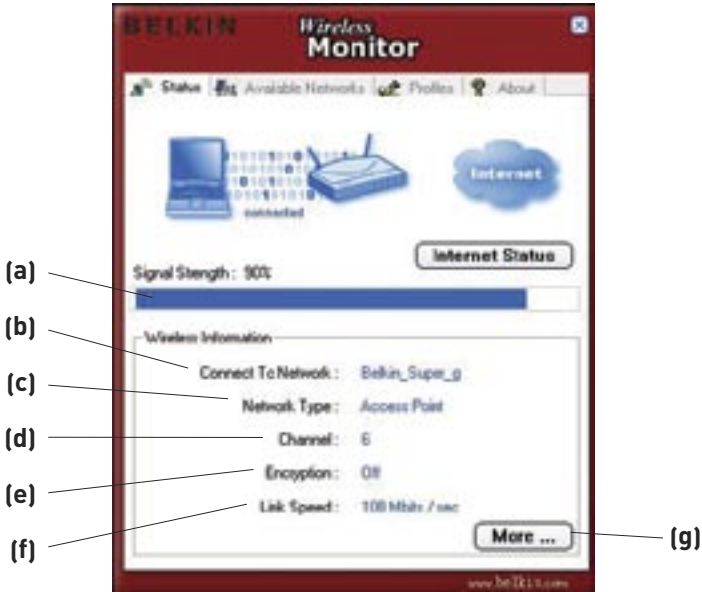 BELKIN
Wireless
Monitor
Status Available Networks Profiles About
connected
Internet
Internet Status
(a)
Signal Strength : 90%
(b)
Wireless Information
(c)
Connect To Network : Belkin_Super_g
Network Type : Access Point
(d)
Channel : 6
(e)
Encryption : Off
(f)
Link Speed : 108 Mbits / sec
More ...
(g)
www.belkin.com